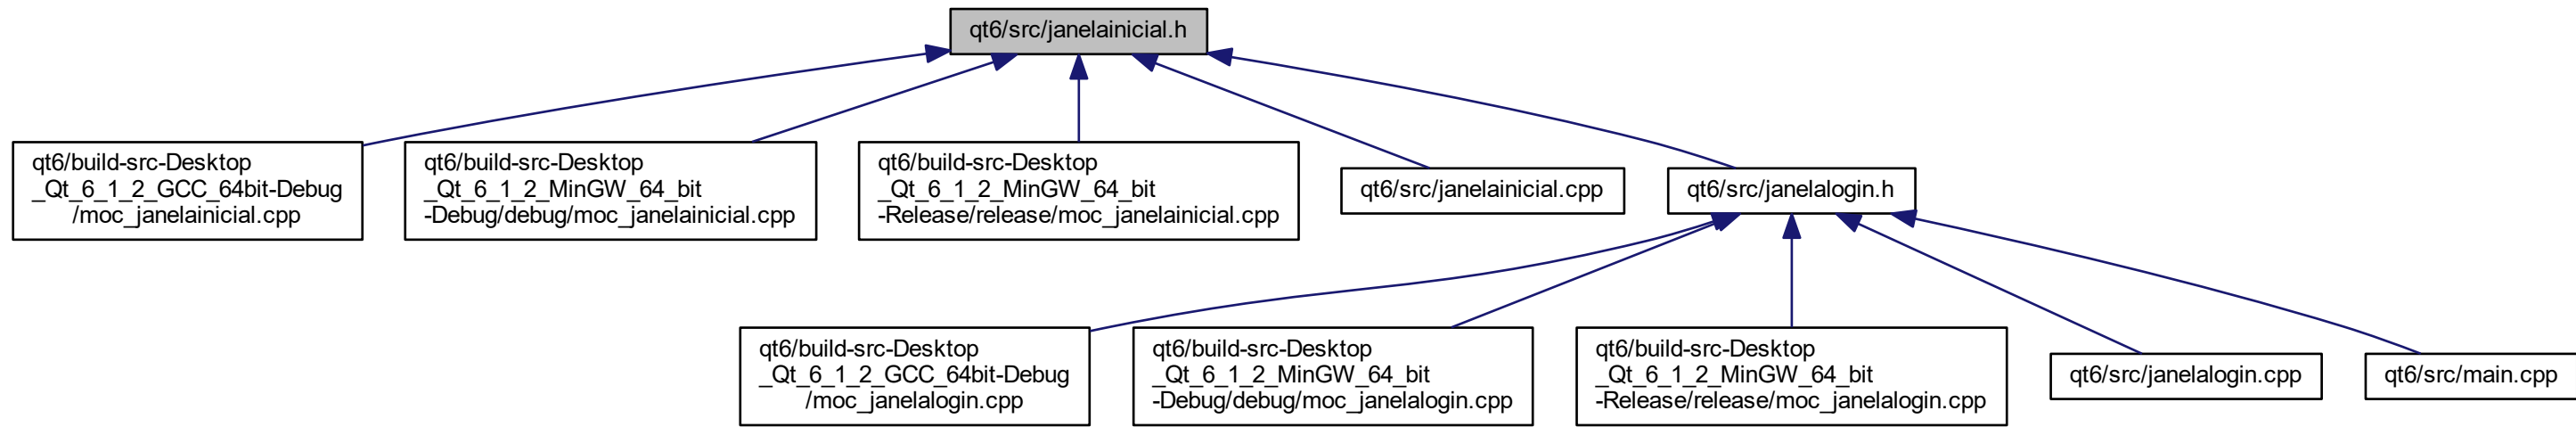 qt6/src/janelainicial.h
qt6/build-src-Desktop
_Qt_6_1_2_GCC_64bit-Debug
/moc_janelainicial.cpp
qt6/build-src-Desktop
_Qt_6_1_2_MinGW_64_bit
-Debug/debug/moc_janelainicial.cpp
qt6/build-src-Desktop
_Qt_6_1_2_MinGW_64_bit
-Release/release/moc_janelainicial.cpp
qt6/src/janelainicial.cpp
qt6/src/janelalogin.h
qt6/build-src-Desktop
_Qt_6_1_2_GCC_64bit-Debug
/moc_janelalogin.cpp
qt6/build-src-Desktop
_Qt_6_1_2_MinGW_64_bit
-Debug/debug/moc_janelalogin.cpp
qt6/build-src-Desktop
_Qt_6_1_2_MinGW_64_bit
-Release/release/moc_janelalogin.cpp
qt6/src/janelalogin.cpp
qt6/src/main.cpp